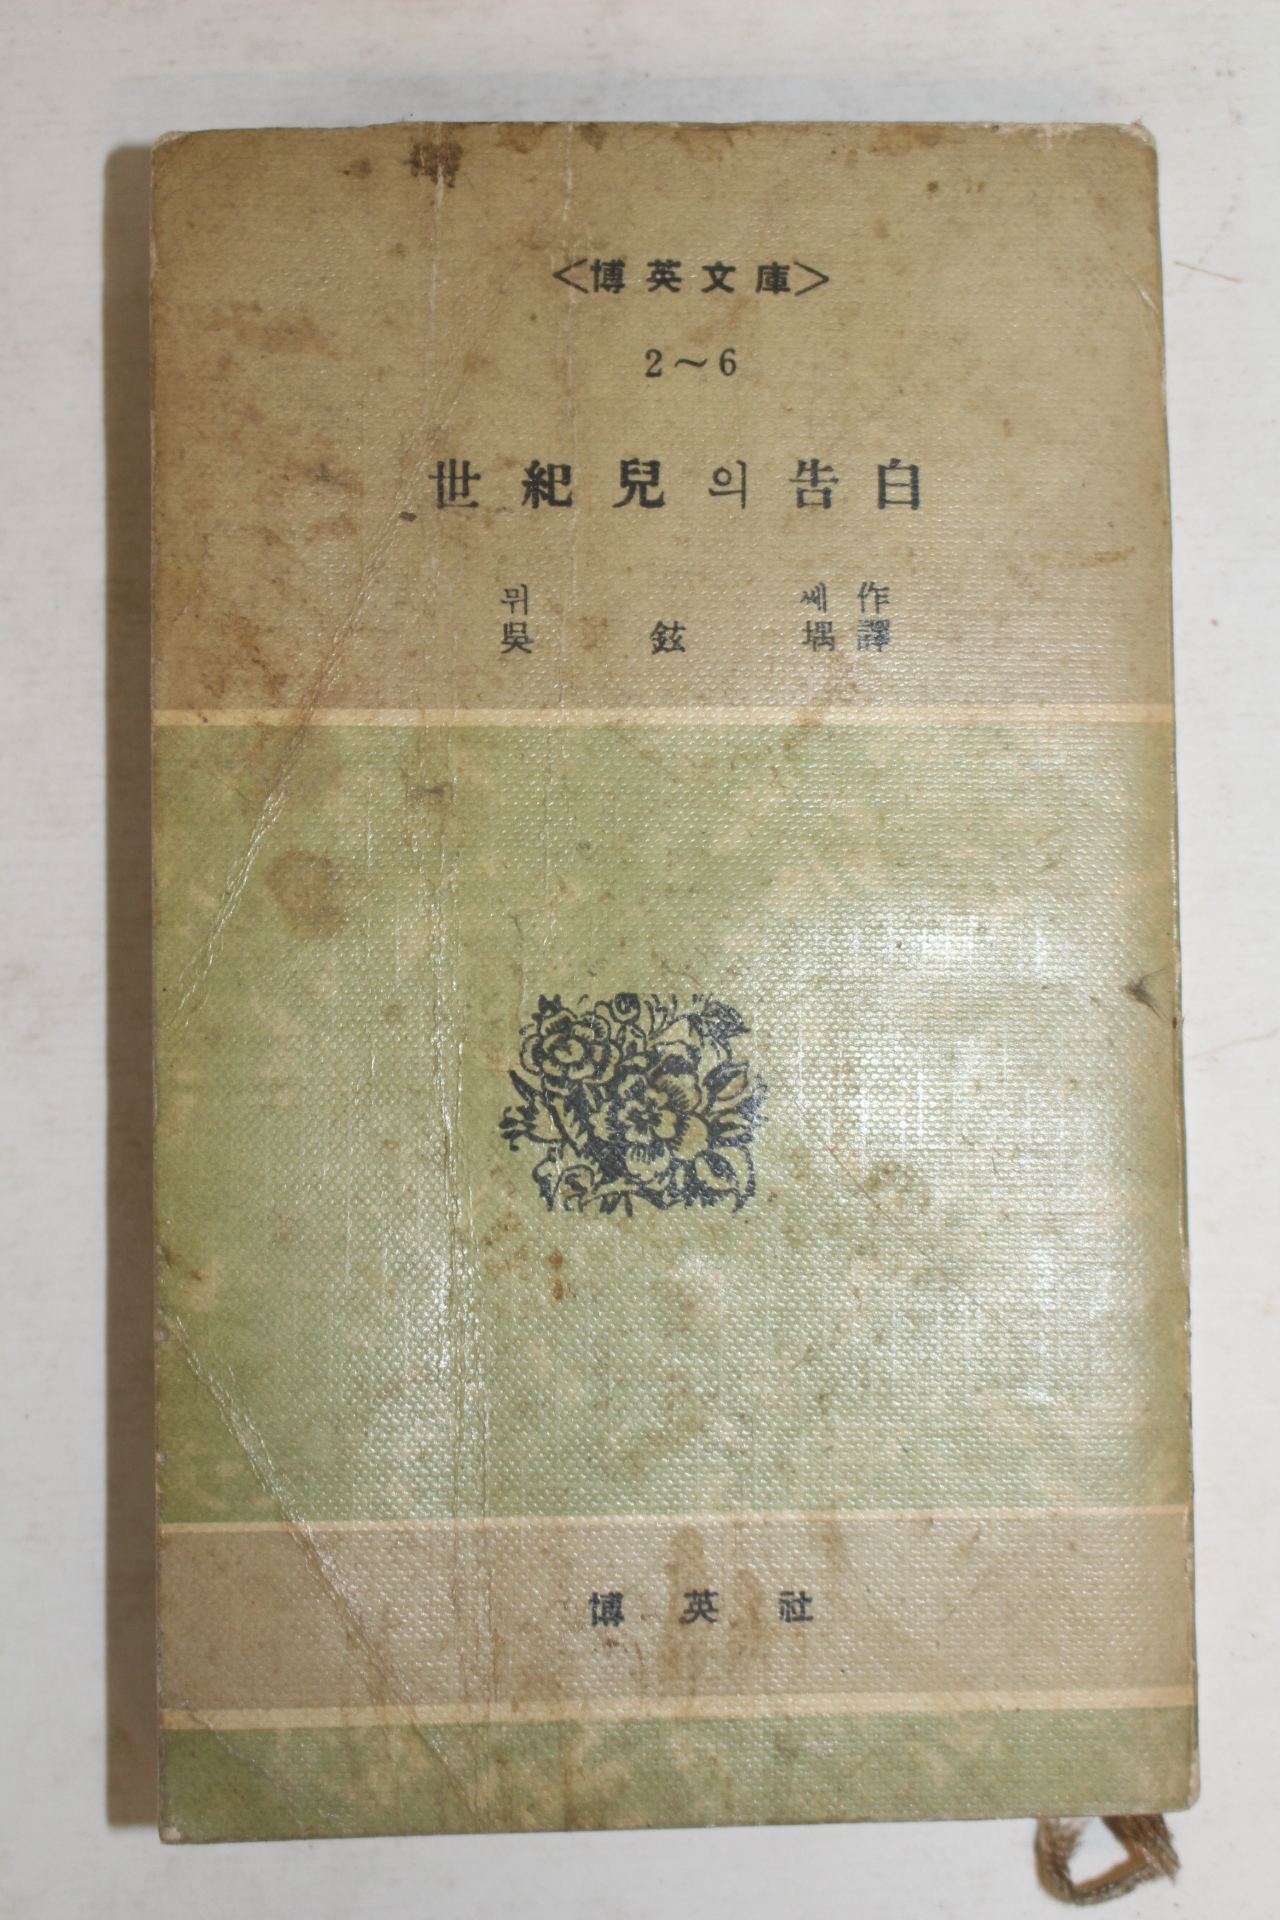 <博英文庫>
2~6
世紀兒의告白
뮈쎄 作
吳鉉堣 譯
博英社